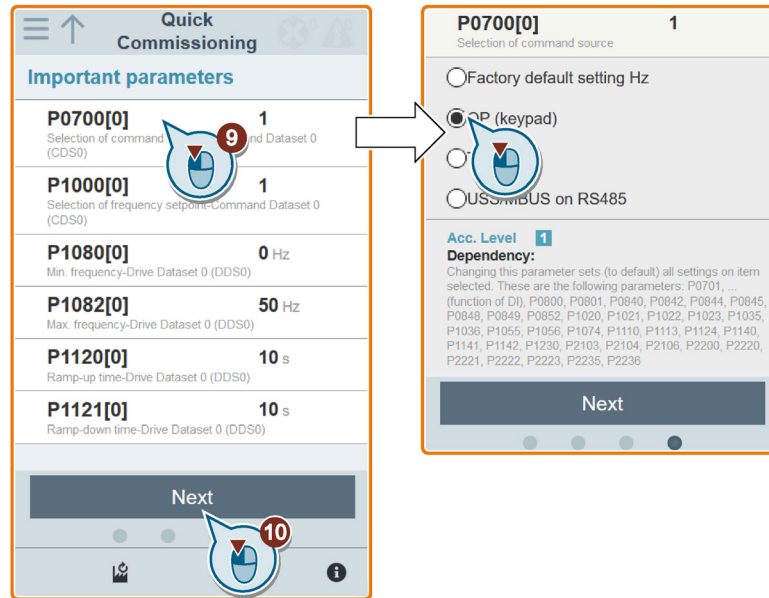 Quick
Commissioning
Important parameters
P0700[0] 1
Selection of command nd Dataset 0
(CDS0)
9
P1000[0] 1
Selection of frequency setpoint-Command Dataset 0
(CDS0)
P1080[0] 0 Hz
Min. frequency-Drive Dataset 0 (DDS0)
P1082[0] 50 Hz
Max. frequency-Drive Dataset 0 (DDS0)
P1120[0] 10 s
Ramp-up time-Drive Dataset 0 (DDS0)
P1121[0] 10 s
Ramp-down time-Drive Dataset 0 (DDS0)
Next
10
P0700[0] 1
Selection of command source
Factory default setting Hz
OP (keypad)
USS/MBUS on RS485
Acc. Level 1
Dependency:
Changing this parameter sets (to default) all settings on item
selected. These are the following parameters: P0701, ...
(function of DI), P0800, P0801, P0840, P0842, P0844, P0845,
P0848, P0849, P0852, P1020, P1021, P1022, P1023, P1035,
P1036, P1055, P1056, P1074, P1110, P1113, P1124, P1140,
P1141, P1142, P1230, P2103, P2104, P2106, P2200, P2220,
P2221, P2222, P2223, P2235, P2236
Next